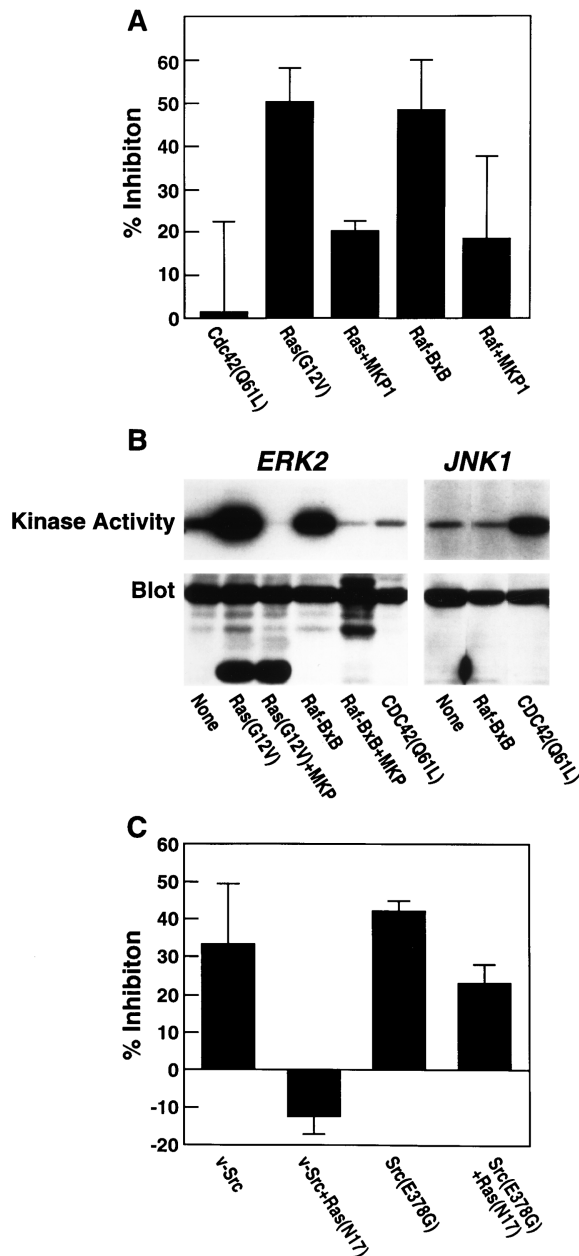 A
% Inhibiton
60
50
40
30
20
10
0
Cdc42(Q61L)
Ras(G12V)
Ras+MKP1
Raf-BxB
Raf+MKP1
B
ERK2
JNK1
Kinase Activity
Blot
None
Ras(G12V)
Ras(G12V)+MKP
Raf-BxB
Raf-BxB+MKP
CDC42(Q61L)
None
Raf-BxB
CDC42(Q61L)
C
% Inhibiton
60
50
40
30
20
10
0
-10
-20
v-Src
v-Src+Ras(N17)
Src(E378G)
Src(E378G)
+Ras(N17)